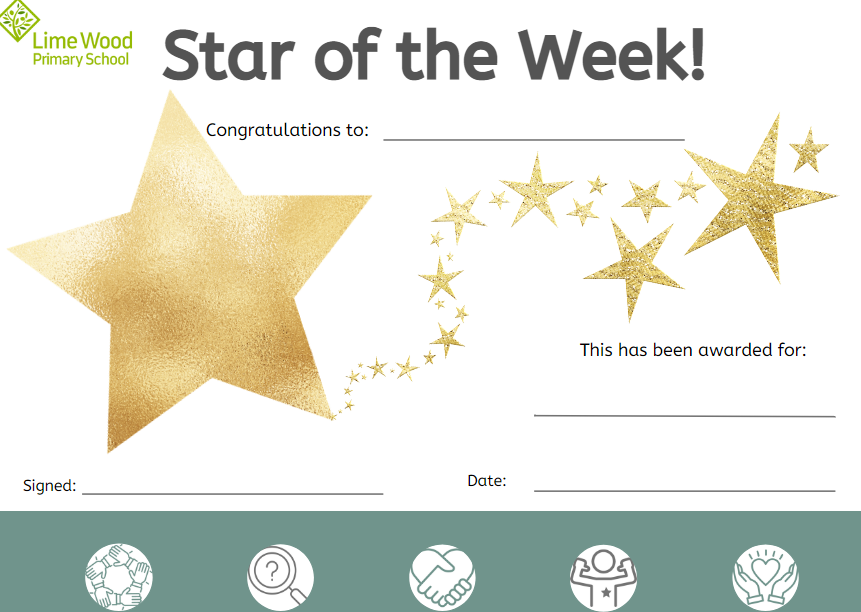 Lime Wood
Primary School
Star of the Week!
Congratulations to:
This has been awarded for:
Signed:
Date:
?